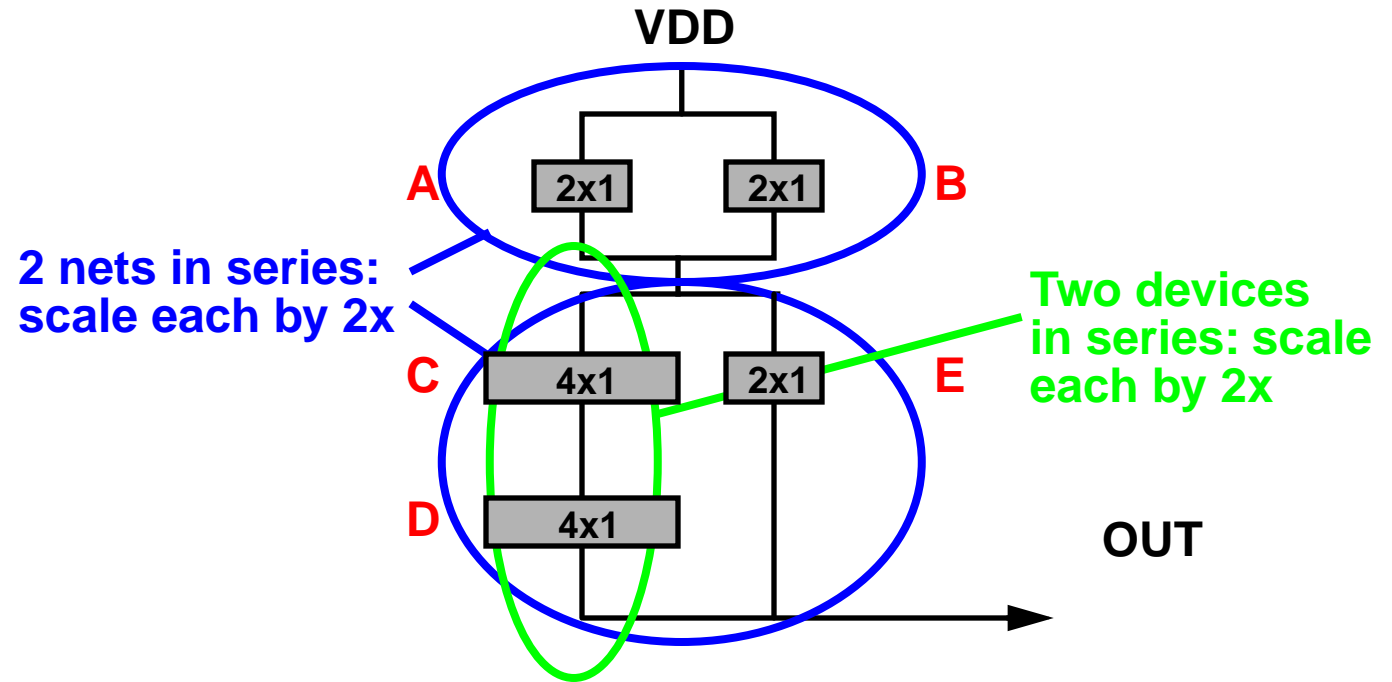 VDD
A
2x1
2x1
B
2 nets in series:
scale each by 2x
Two devices
in series: scale
each by 2x
C
4x1
2x1
E
D
4x1
OUT